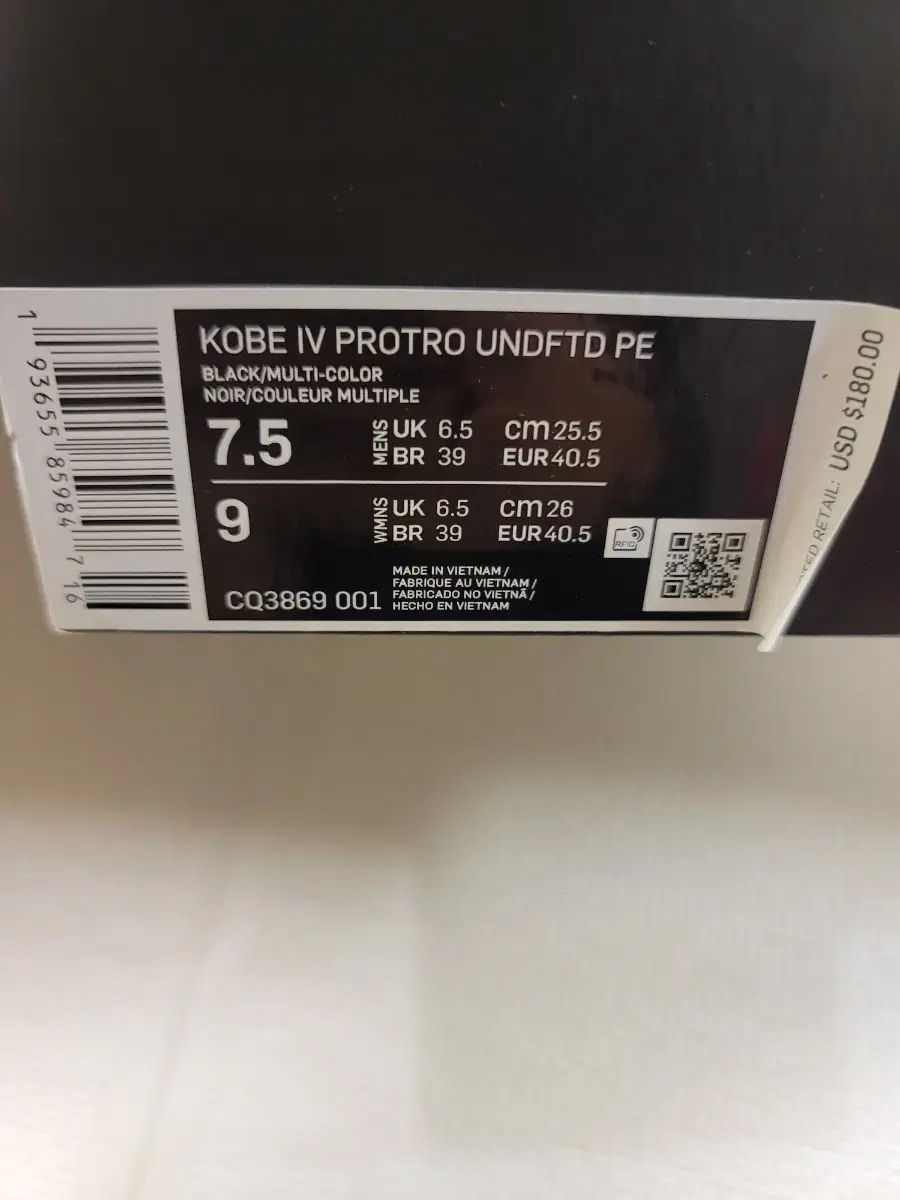 KOBE IV PROTRO UNDFTD PE
BLACK/MULTI-COLOR
NOIR/COULEUR MULTIPLE
7.5
MENS
UK 6.5 cm 25.5
BR 39 EUR 40.5
9
WMNS
UK 6.5 cm 26
BR 39 EUR 40.5
RFID
CQ3869 001
MADE IN VIETNAM /
FABRIQUE AU VIETNAM /
FABRICADO NO VIETNÃ /
HECHO EN VIETNAM
1 93655 85984 7 16
RETAIL: USD $180.00